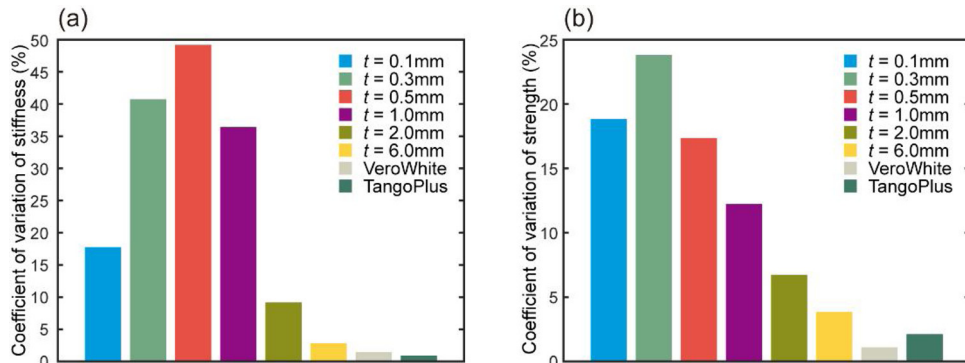 (a)
Coefficient of variation of stiffness (%)
50
45
40
35
30
25
20
15
10
5
0
t = 0.1mm
t = 0.3mm
t = 0.5mm
t = 1.0mm
t = 2.0mm
t = 6.0mm
VeroWhite
TangoPlus
(b)
Coefficient of variation of strength (%)
25
20
15
10
5
0
t = 0.1mm
t = 0.3mm
t = 0.5mm
t = 1.0mm
t = 2.0mm
t = 6.0mm
VeroWhite
TangoPlus